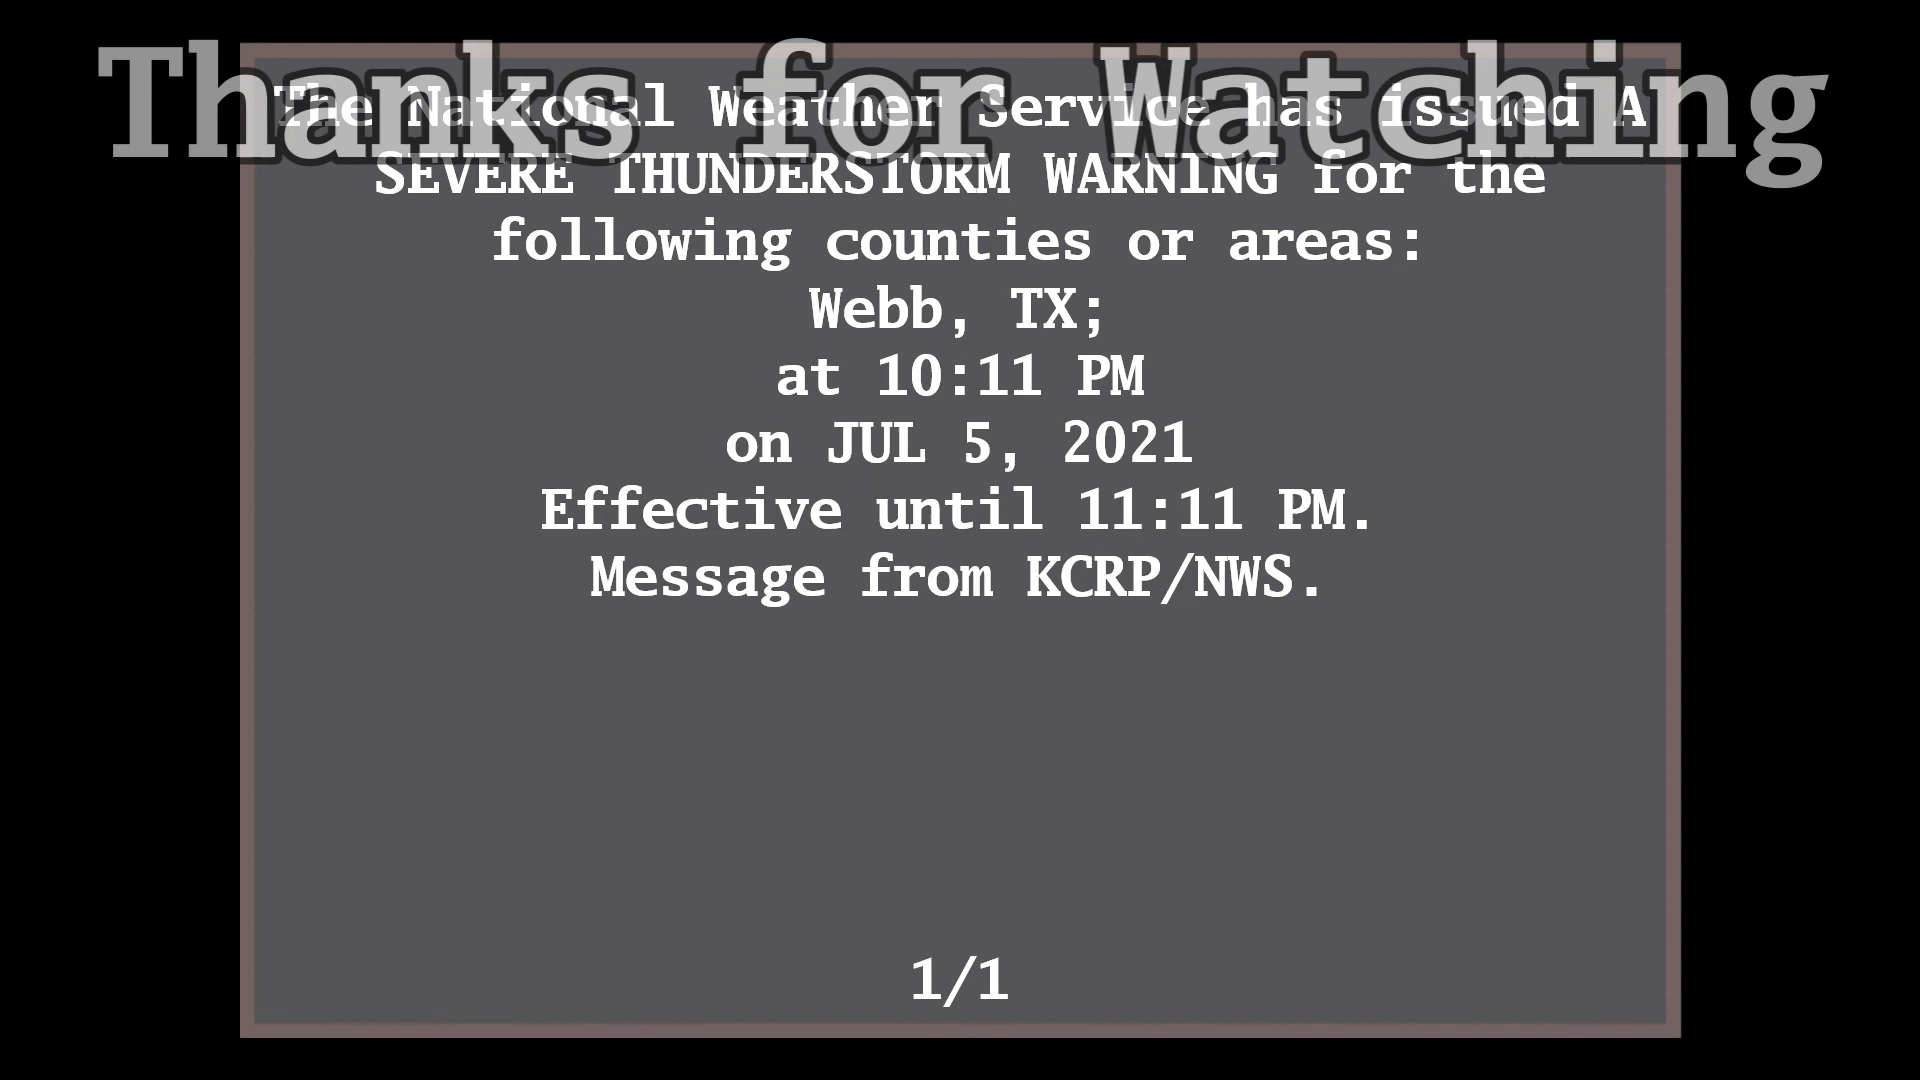 Thanks for Watching
The National Weather Service has issued A
SEVERE THUNDERSTORM WARNING for the
following counties or areas:
Webb, TX;
at 10:11 PM
on JUL 5, 2021
Effective until 11:11 PM.
Message from KCRP/NWS.
1/1